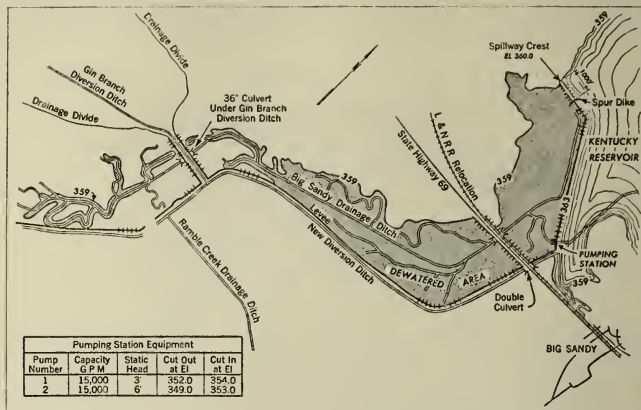 Drainage Divide
Gin Branch
Diversion Ditch
Drainage Divide
36" Culvert
Under Gin Branch
Diversion Ditch
359
Ramble Creek Drainage Ditch
359
Big Sandy Drainage Ditch
Levee
New Diversion Ditch
DEWATERED AREA
State Highway 69
L & N R R Relocation
359
Spillway Crest
EL 360.0
1000'
359
Spur Dike
KENTUCKY
RESERVOIR
363
PUMPING
STATION
359
Double
Culvert
BIG SANDY
Pumping Station Equipment
Pump Number Capacity G P M Static Head Cut Out at El Cut In at El
1 15,000 3' 352.0 354.0
2 15,000 6' 349.0 353.0